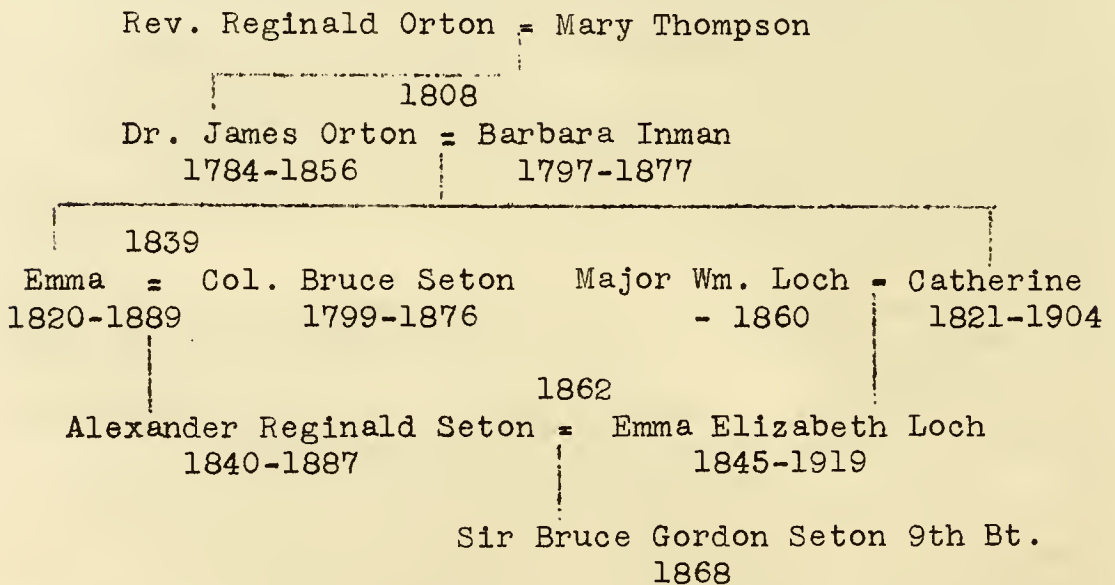 Rev. Reginald Orton = Mary Thompson
1808
Dr. James Orton = Barbara Inman
1784-1856 1797-1877
1839
Emma = Col. Bruce Seton Major Wm. Loch = Catherine
1820-1889 1799-1876 - 1860 1821-1904
1862
Alexander Reginald Seton = Emma Elizabeth Loch
1840-1887 1845-1919
Sir Bruce Gordon Seton 9th Bt.
1868